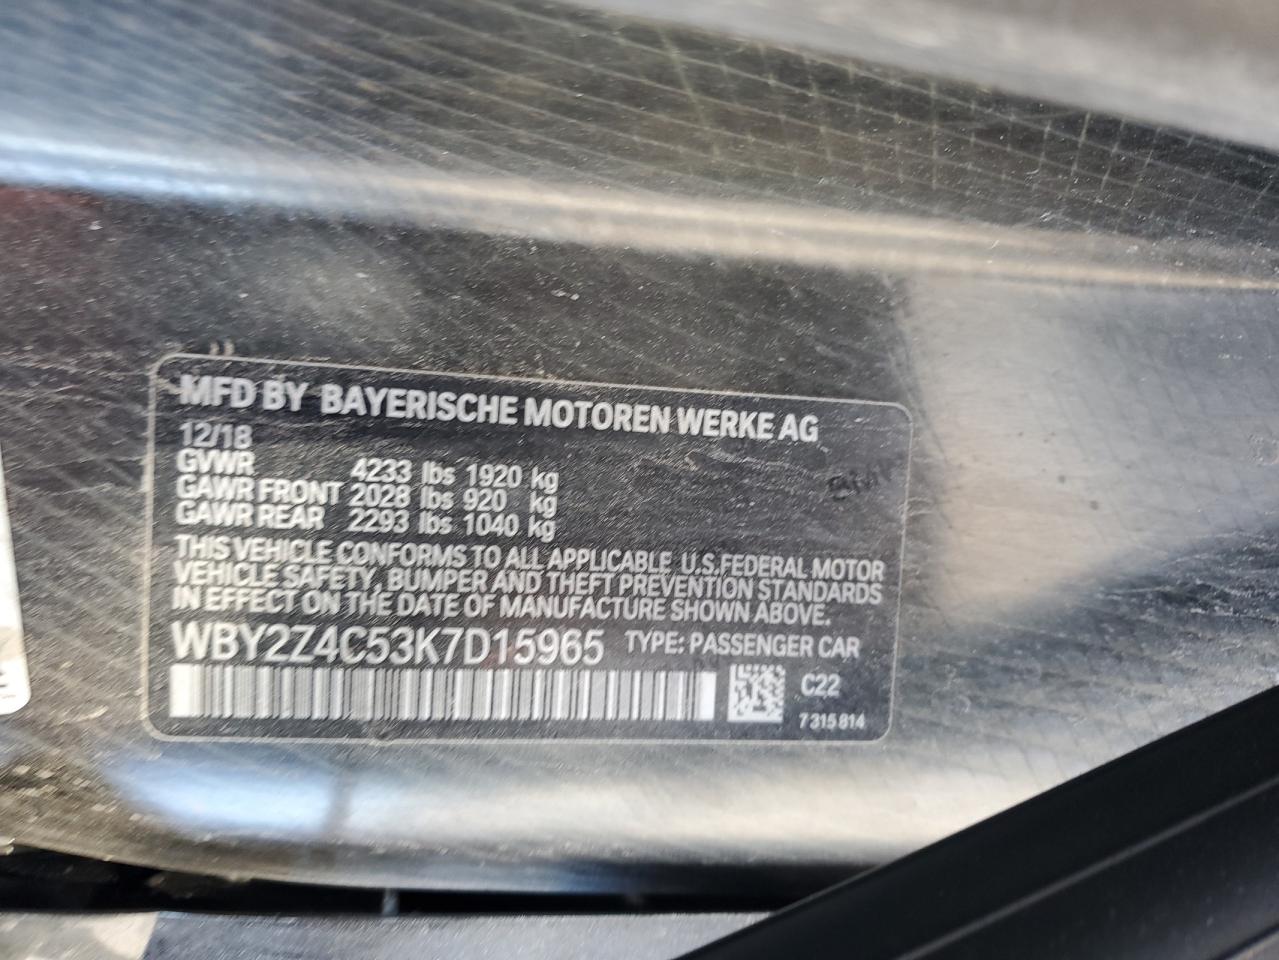 MFD BY BAYERISCHE MOTOREN WERKE AG
12/18
GVWR 4233 lbs 1920 kg
GAWR FRONT 2028 lbs 920 kg
GAWR REAR 2293 lbs 1040 kg
THIS VEHICLE CONFORMS TO ALL APPLICABLE U.S.FEDERAL MOTOR
VEHICLE SAFETY, BUMPER AND THEFT PREVENTION STANDARDS
IN EFFECT ON THE DATE OF MANUFACTURE SHOWN ABOVE.
WBY2Z4C53K7D15965 TYPE: PASSENGER CAR
C22
7 315 814